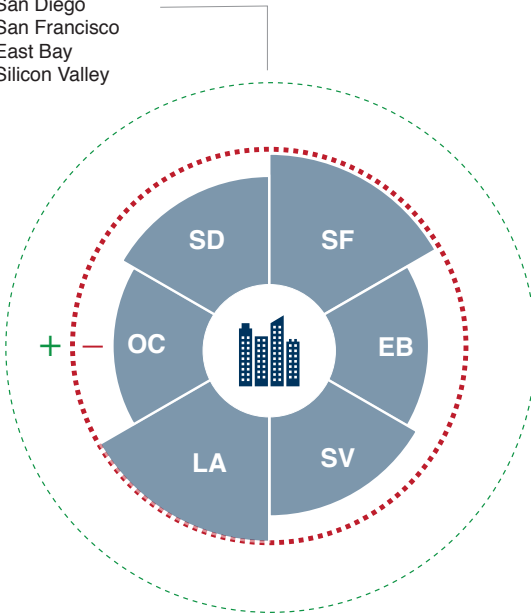 San Diego
San Francisco
East Bay
Silicon Valley
SD
SF
+
–
OC
EB
LA
SV